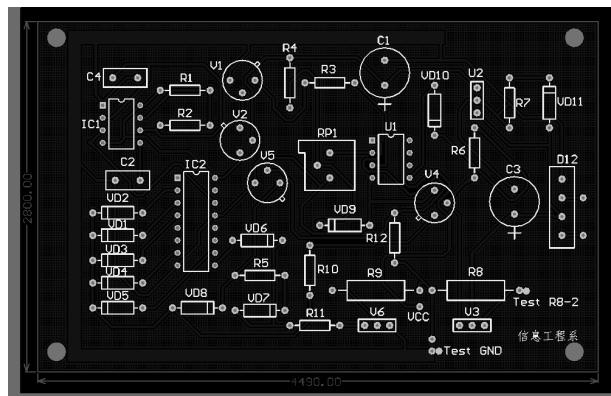 C1
R4
V1
C4
R1
R3
VD10
U2
R7
VD11
IC1
R2
V2
RP1
U1
R6
V5
C2
IC2
V4
C3
D12
VD2
VD1
VD9
VD6
R12
VD3
VD4
R5
R10
R9
R8
VD5
VD8
VD7
R11
V6
VCC
V3
Test R8-2
信息工程系
Test GND
2800.00
4490.00